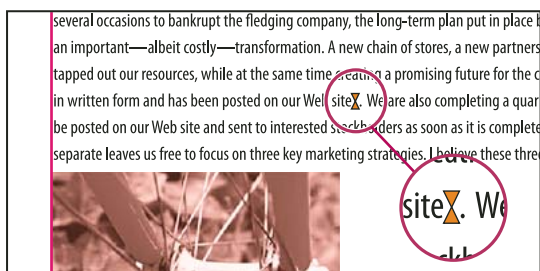 several occasions to bankrupt the fledging company, the long-term plan put in place
an important—albeit costly—transformation. A new chain of stores, a new partners
tapped out our resources, while at the same time creating a promising future for the
in written form and has been posted on our Web site. We are also completing a quar
be posted on our Web site and sent to interested stockholders as soon as it is complete
separate leaves us free to focus on three key marketing strategies. I believe these three
site. We